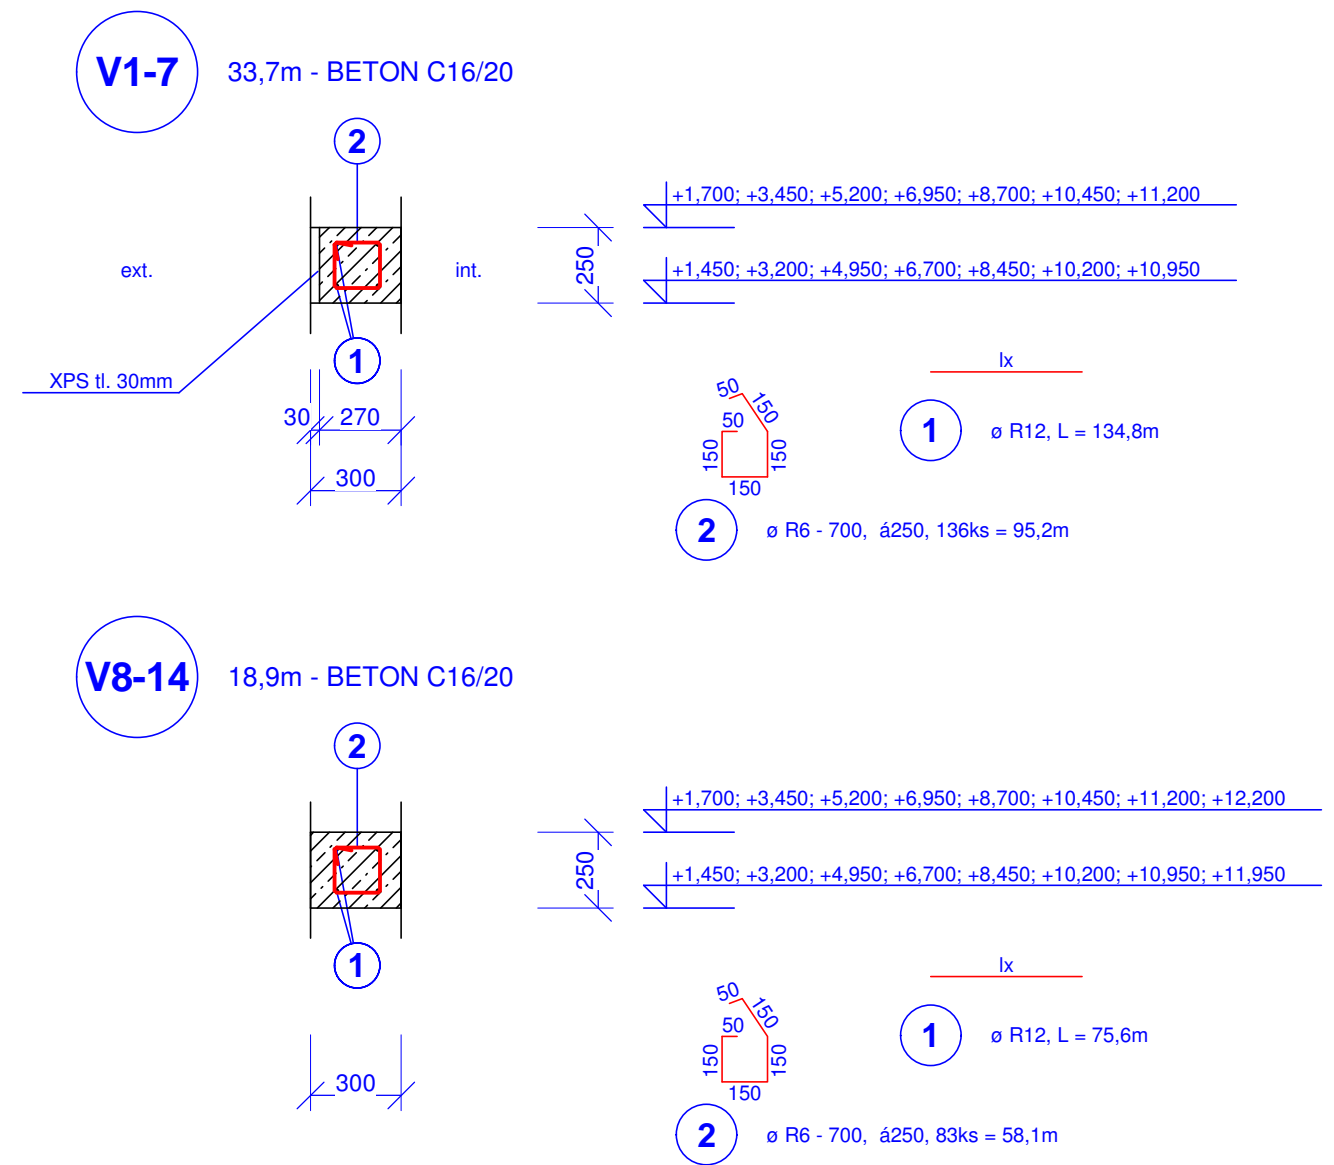 V1-7
33,7m - BETON C16/20
2
+1,700; +3,450; +5,200; +6,950; +8,700; +10,450; +11,200
ext.
int.
250
+1,450; +3,200; +4,950; +6,700; +8,450; +10,200; +10,950
1
XPS tl. 30mm
lx
30
270
50
150
50
150
150
150
1
ø R12, L = 134,8m
300
2
ø R6 - 700, á250, 136ks = 95,2m
V8-14
18,9m - BETON C16/20
2
+1,700; +3,450; +5,200; +6,950; +8,700; +10,450; +11,200; +12,200
250
+1,450; +3,200; +4,950; +6,700; +8,450; +10,200; +10,950; +11,950
1
lx
50
150
50
150
150
150
1
ø R12, L = 75,6m
300
2
ø R6 - 700, á250, 83ks = 58,1m